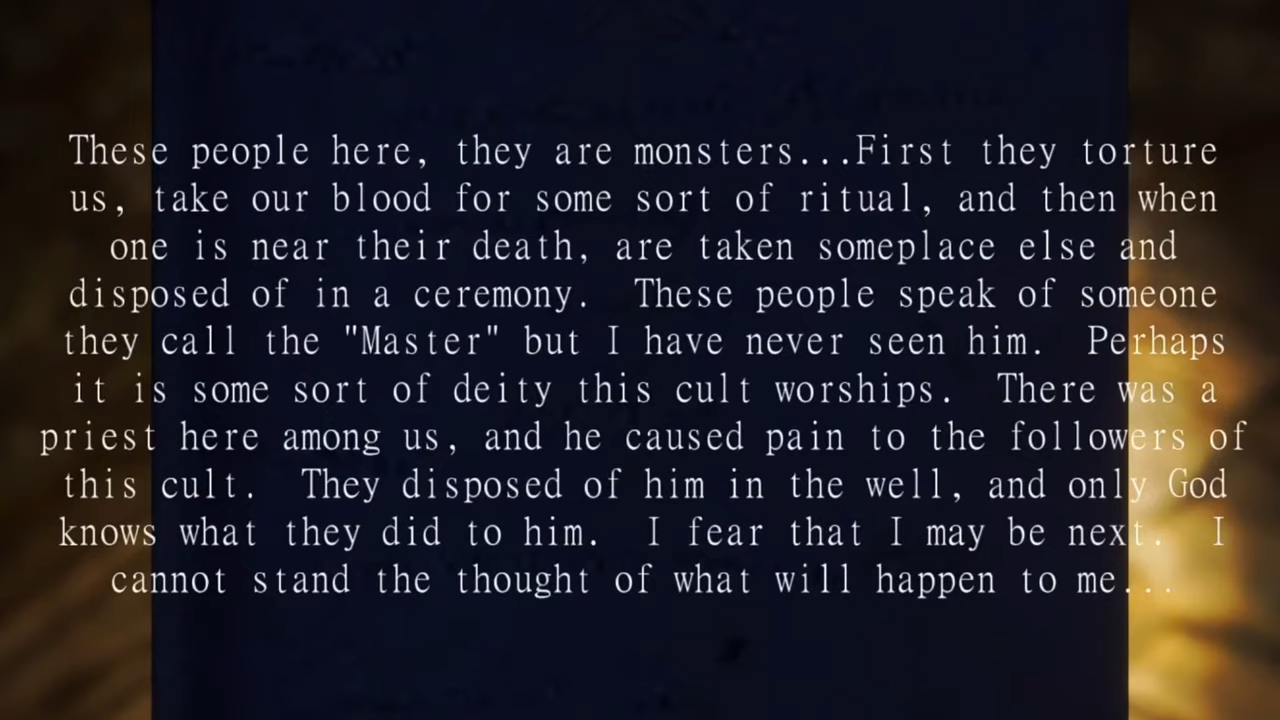 These people here, they are monsters...First they torture
us, take our blood for some sort of ritual, and then when
one is near their death, are taken someplace else and
disposed of in a ceremony.  These people speak of someone
they call the "Master" but I have never seen him.  Perhaps
it is some sort of deity this cult worships.  There was a
priest here among us, and he caused pain to the followers of
this cult.  They disposed of him in the well, and only God
knows what they did to him.  I fear that I may be next.  I
cannot stand the thought of what will happen to me...